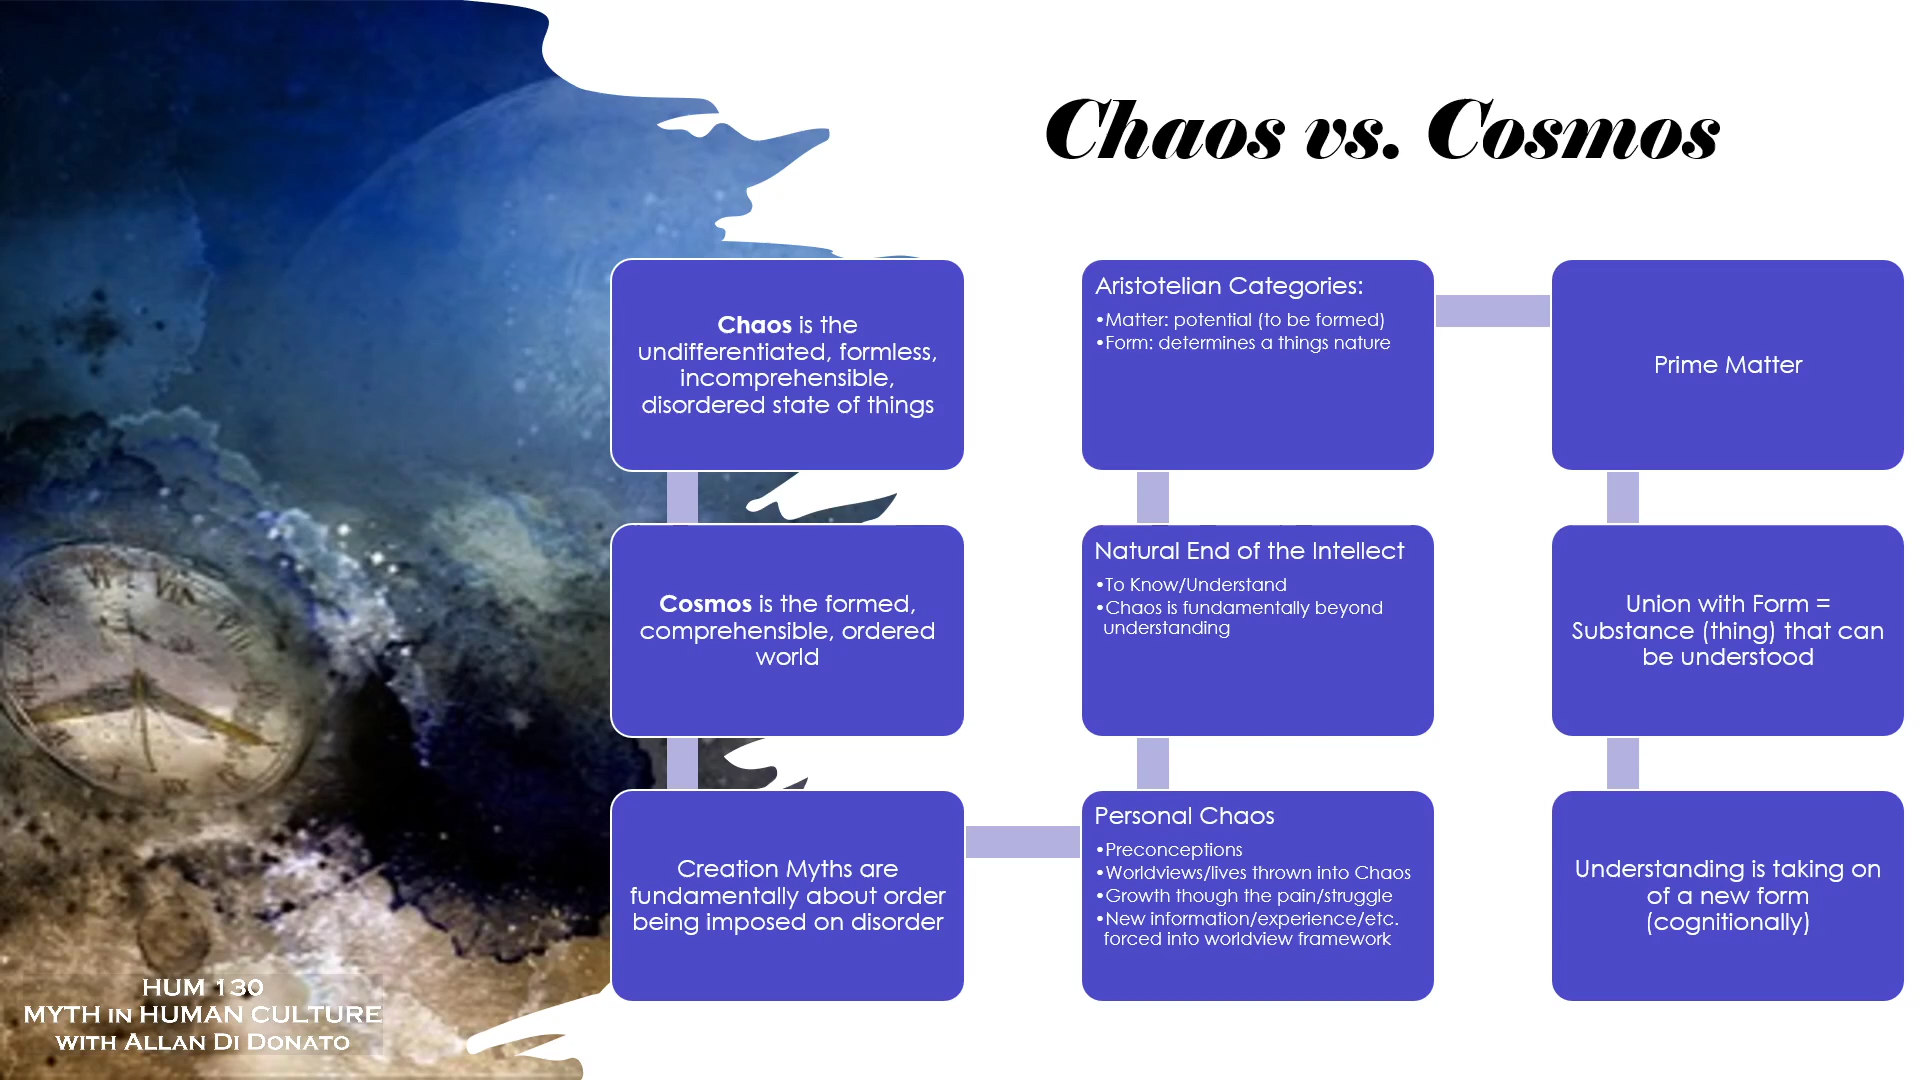 Chaos vs. Cosmos
Chaos is the
undifferentiated, formless,
incomprehensible,
disordered state of things
Cosmos is the formed,
comprehensible, ordered
world
Creation Myths are
fundamentally about order
being imposed on disorder
Personal Chaos
•Preconceptions
•Worldviews/lives thrown into Chaos
•Growth though the pain/struggle
•New information/experience/etc.
forced into worldview framework
Natural End of the Intellect
•To Know/Understand
•Chaos is fundamentally beyond
understanding
Aristotelian Categories:
•Matter: potential (to be formed)
•Form: determines a things nature
Prime Matter
Union with Form =
Substance (thing) that can
be understood
Understanding is taking on
of a new form
(cognitionally)
HUM 130
MYTH IN HUMAN CULTURE
WITH ALLAN DI DONATO